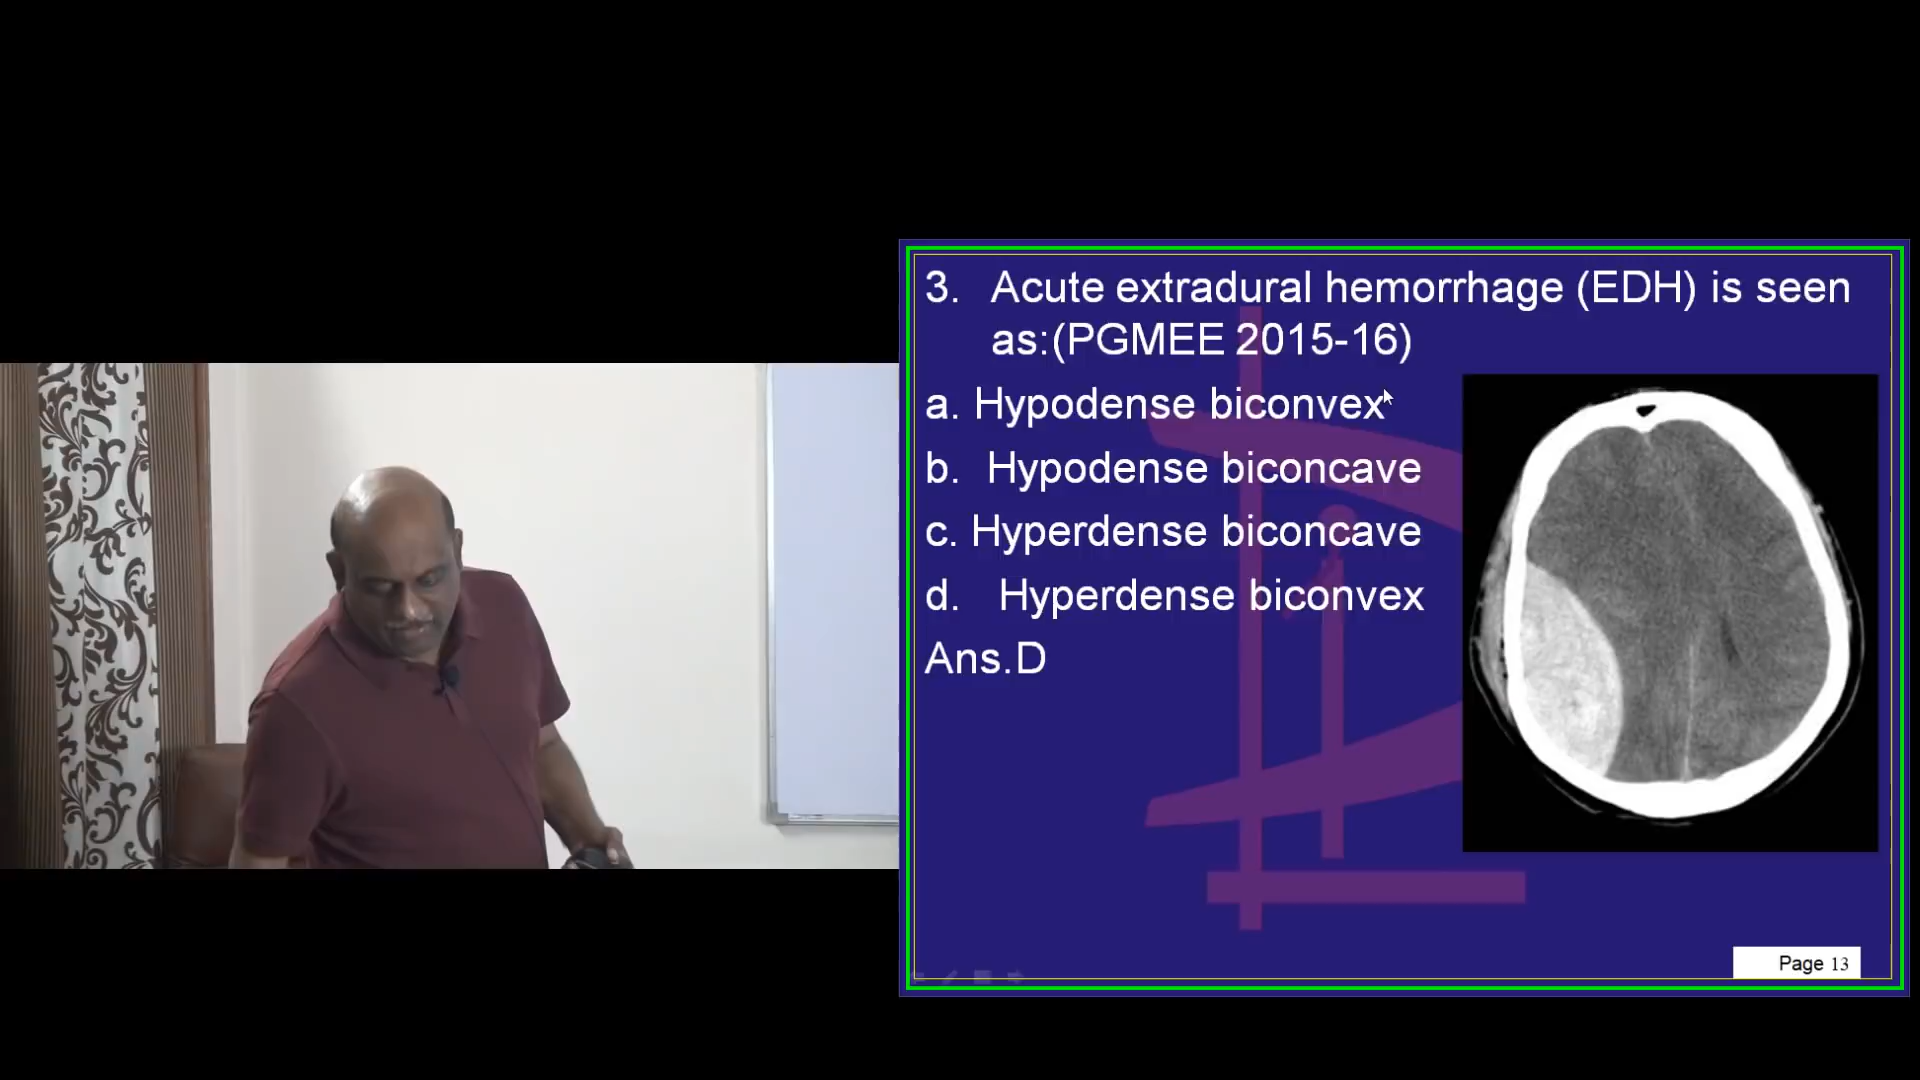 3. Acute extradural hemorrhage (EDH) is seen
as:(PGMEE 2015-16)
a. Hypodense biconvex
b. Hypodense biconcave
c. Hyperdense biconcave
d. Hyperdense biconvex
Ans.D
Page 13